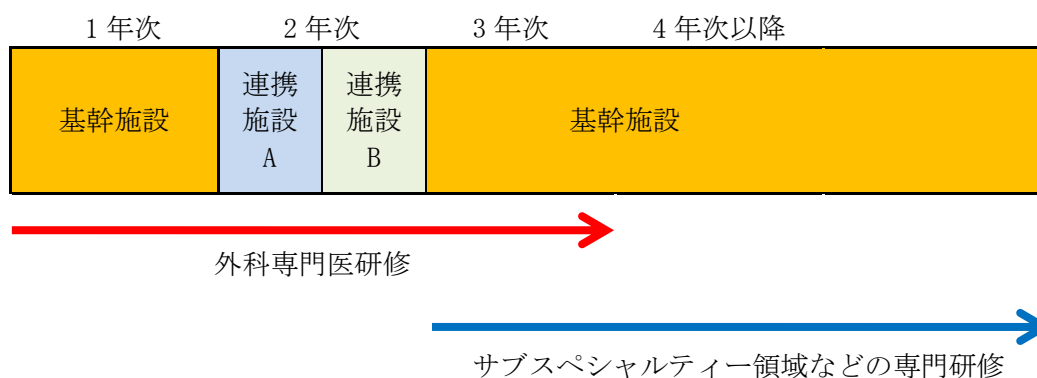 1 年次 2 年次 3 年次 4 年次以降
基幹施設
連携
施設
A
連携
施設
B
基幹施設
外科専門医研修
サブスペシャルティー領域などの専門研修